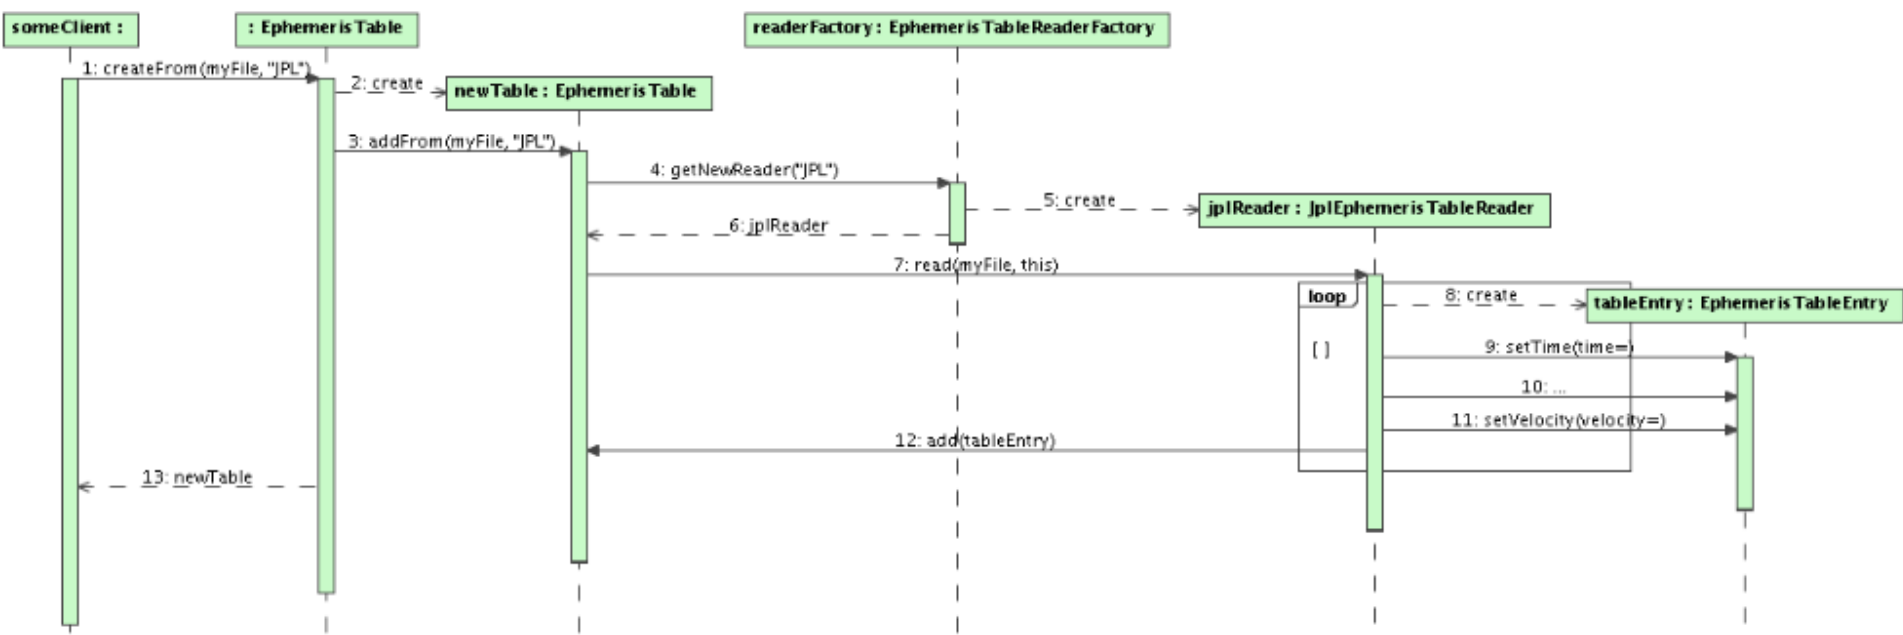 someClient :
: EphemerisTable
readerFactory : EphemerisTableReaderFactory
1: createFrom(myFile, "JPL")
2: create
newTable : EphemerisTable
3: addFrom(myFile, "JPL")
4: getNewReader("JPL")
5: create
jplReader : JplEphemerisTableReader
6: jplReader
7: read(myFile, this)
loop
8: create
tableEntry : EphemerisTableEntry
[ ]
9: setTime(time=)
10: ...
11: setVelocity(velocity=)
12: add(tableEntry)
13: newTable